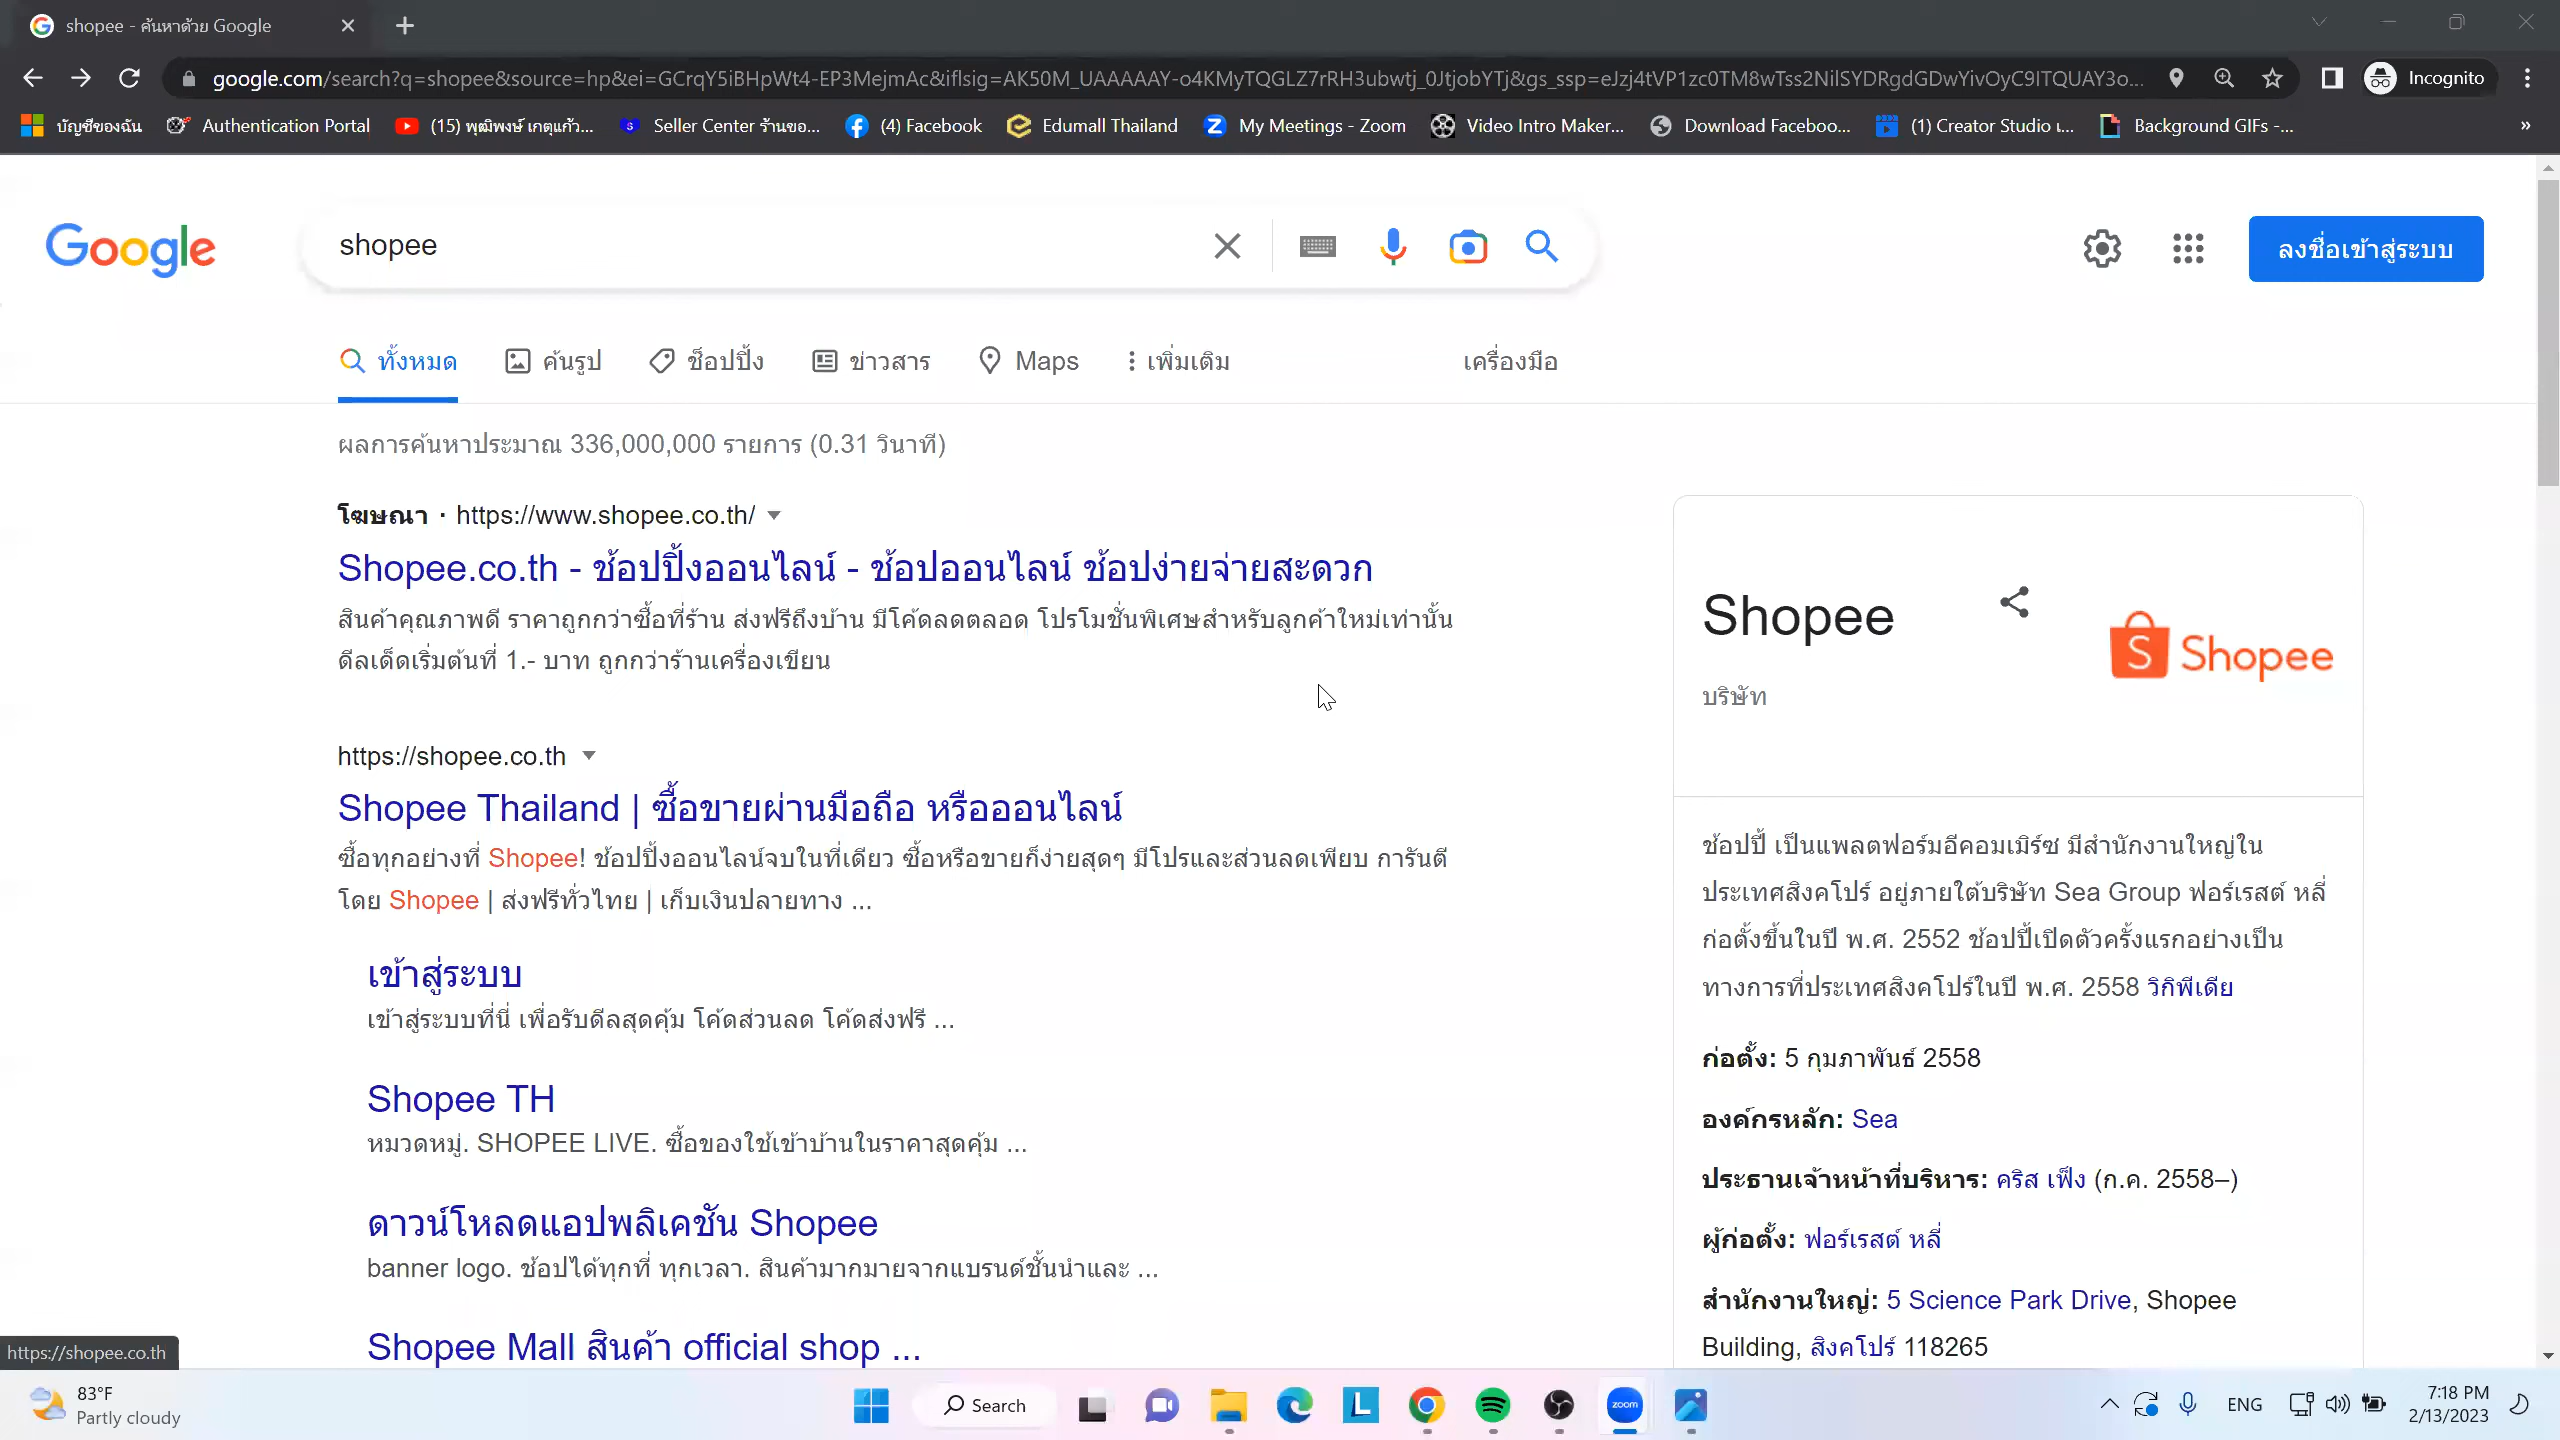 shopee - ค้นหาด้วย Google
google.com/search?q=shopee&source=hp&ei=GCrqY5iBHpWt4-EP3MejmAc&iflsig=AK50M_UAAAAAY-o4KMyTQGLZ7rRH3ubwtj_0JtjobYTj&gs_ssp=eJzj4tVP1zc0TM8wTss2NilSYDRgdGDwYivOyC9ITQUAY3o...
Incognito
บัญชีของฉัน
Authentication Portal
(15) พุฒิพงษ์ เกตุแก้ว...
Seller Center ร้านขอ...
(4) Facebook
Edumall Thailand
My Meetings - Zoom
Video Intro Maker...
Download Faceboo...
(1) Creator Studio เ...
Background GIFs -...
»
Google
shopee
ลงชื่อเข้าสู่ระบบ
ทั้งหมด
ค้นรูป
ช็อปปิ้ง
ข่าวสาร
Maps
เพิ่มเติม
เครื่องมือ
ผลการค้นหาประมาณ 336,000,000 รายการ (0.31 วินาที)
โฆษณา · https://www.shopee.co.th/
Shopee.co.th - ช้อปปิ้งออนไลน์ - ช้อปออนไลน์ ช้อปง่ายจ่ายสะดวก
สินค้าคุณภาพดี ราคาถูกกว่าซื้อที่ร้าน ส่งฟรีถึงบ้าน มีโค้ดลดตลอด โปรโมชั่นพิเศษสำหรับลูกค้าใหม่เท่านั้น
ดีลเด็ดเริ่มต้นที่ 1.- บาท ถูกกว่าร้านเครื่องเขียน
https://shopee.co.th
Shopee Thailand | ซื้อขายผ่านมือถือ หรือออนไลน์
ซื้อทุกอย่างที่ Shopee! ช้อปปิ้งออนไลน์จบในที่เดียว ซื้อหรือขายก็ง่ายสุดๆ มีโปรและส่วนลดเพียบ การันตี
โดย Shopee | ส่งฟรีทั่วไทย | เก็บเงินปลายทาง ...
เข้าสู่ระบบ
เข้าสู่ระบบที่นี่ เพื่อรับดีลสุดคุ้ม โค้ดส่วนลด โค้ดส่งฟรี ...
Shopee TH
หมวดหมู่. SHOPEE LIVE. ซื้อของใช้เข้าบ้านในราคาสุดคุ้ม ...
ดาวน์โหลดแอปพลิเคชัน Shopee
banner logo. ช้อปได้ทุกที่ ทุกเวลา. สินค้ามากมายจากแบรนด์ชั้นนำและ ...
Shopee Mall สินค้า official shop ...
Shopee
บริษัท
S Shopee
ช้อปปี้ เป็นแพลตฟอร์มอีคอมเมิร์ซ มีสำนักงานใหญ่ใน
ประเทศสิงคโปร์ อยู่ภายใต้บริษัท Sea Group ฟอร์เรสต์ หลี่
ก่อตั้งขึ้นในปี พ.ศ. 2552 ช้อปปี้เปิดตัวครั้งแรกอย่างเป็น
ทางการที่ประเทศสิงคโปร์ในปี พ.ศ. 2558 วิกิพีเดีย
ก่อตั้ง: 5 กุมภาพันธ์ 2558
องค์กรหลัก: Sea
ประธานเจ้าหน้าที่บริหาร: คริส เฟ็ง (ก.ค. 2558–)
ผู้ก่อตั้ง: ฟอร์เรสต์ หลี่
สำนักงานใหญ่: 5 Science Park Drive, Shopee
Building, สิงคโปร์ 118265
https://shopee.co.th
83°F
Partly cloudy
Search
L
zoom
ENG
7:18 PM
2/13/2023